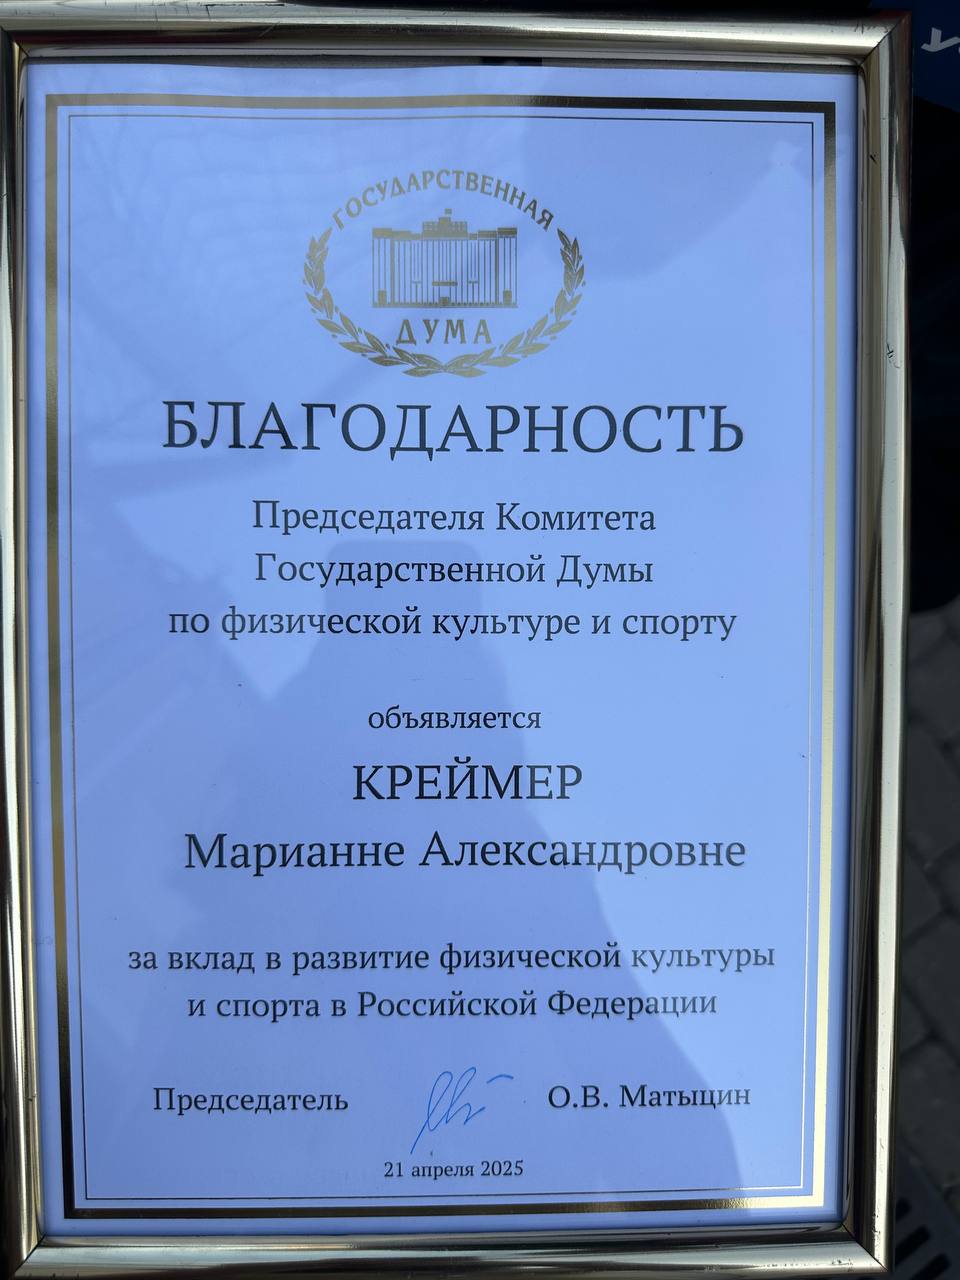 ГОСУДАРСТВЕННАЯ
ДУМА
БЛАГОДАРНОСТЬ
Председателя Комитета
Государственной Думы
по физической культуре и спорту
объявляется
КРЕЙМЕР
Марианне Александровне
за вклад в развитие физической культуры
и спорта в Российской Федерации
Председатель О.В. Матыцин
21 апреля 2025